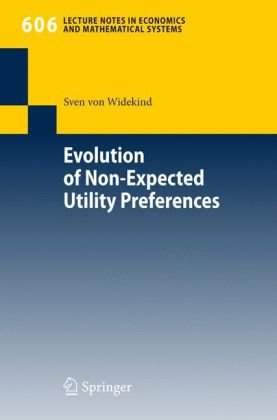 606 LECTURE NOTES IN ECONOMICS
AND MATHEMATICAL SYSTEMS
Sven von Widekind
Evolution
of Non-Expected
Utility Preferences
Springer